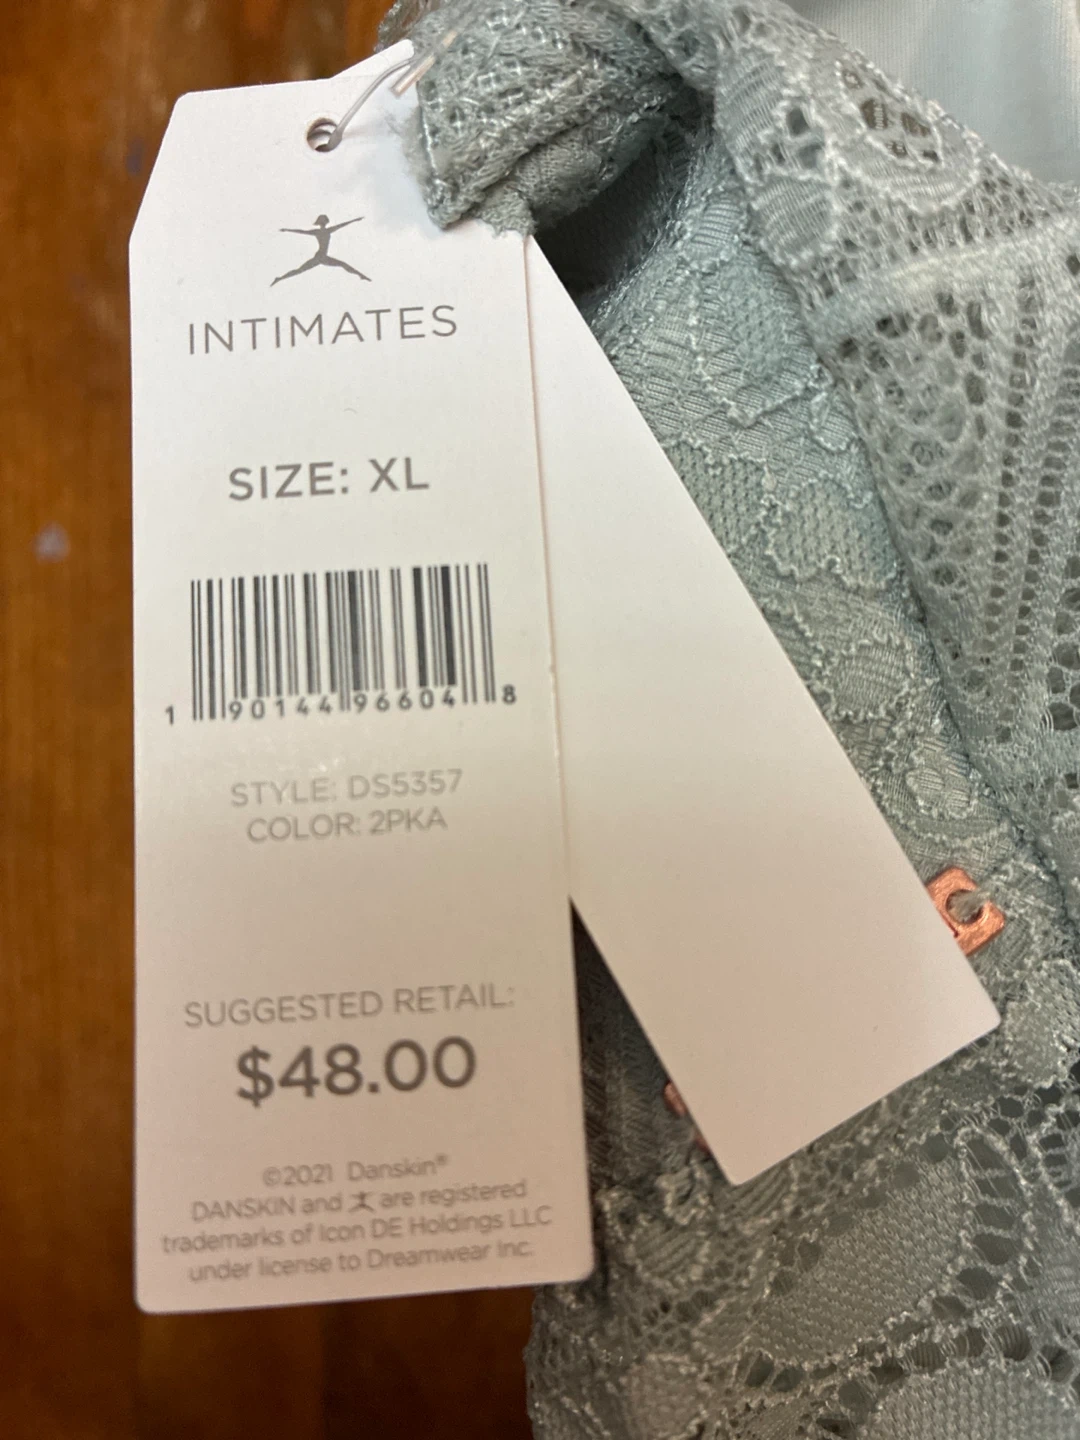 INTIMATES
SIZE: XL
1 90144 96604 8
STYLE: DS5357
COLOR: 2PKA
SUGGESTED RETAIL:
$48.00
©2021 Danskin®
DANSKIN and are registered
trademarks of Icon DE Holdings LLC
under license to Dreamwear Inc.